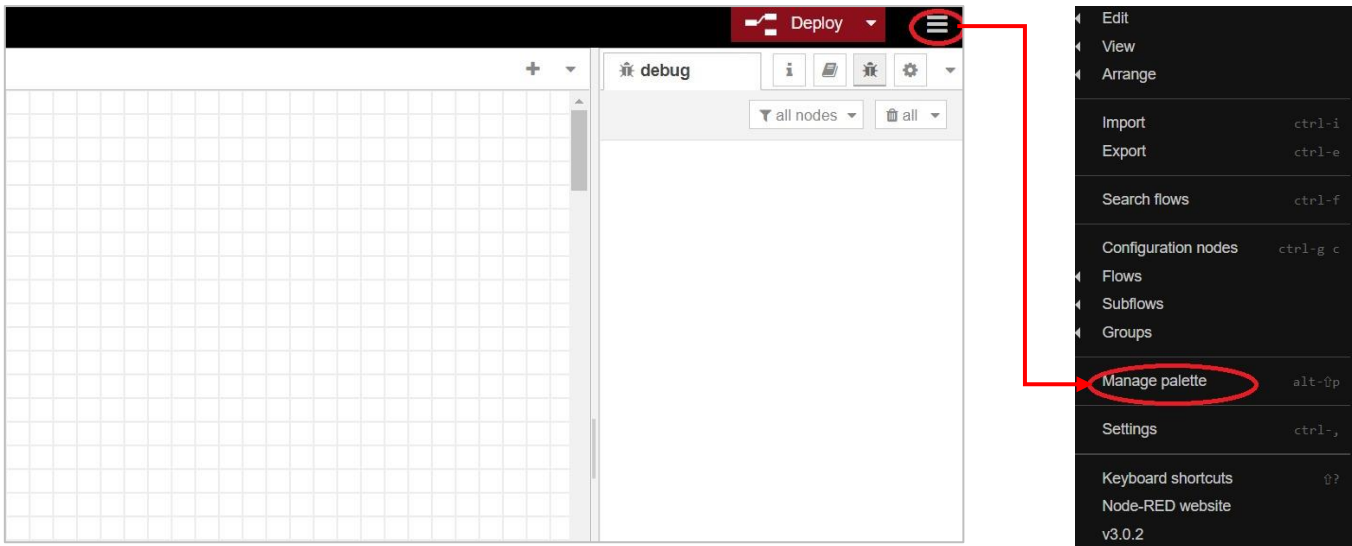 Deploy
debug
i
all nodes
all
Edit
View
Arrange
Import ctrl-i
Export ctrl-e
Search flows ctrl-f
Configuration nodes ctrl-g c
Flows
Subflows
Groups
Manage palette alt-⇧p
Settings ctrl-,
Keyboard shortcuts ⇧?
Node-RED website
v3.0.2